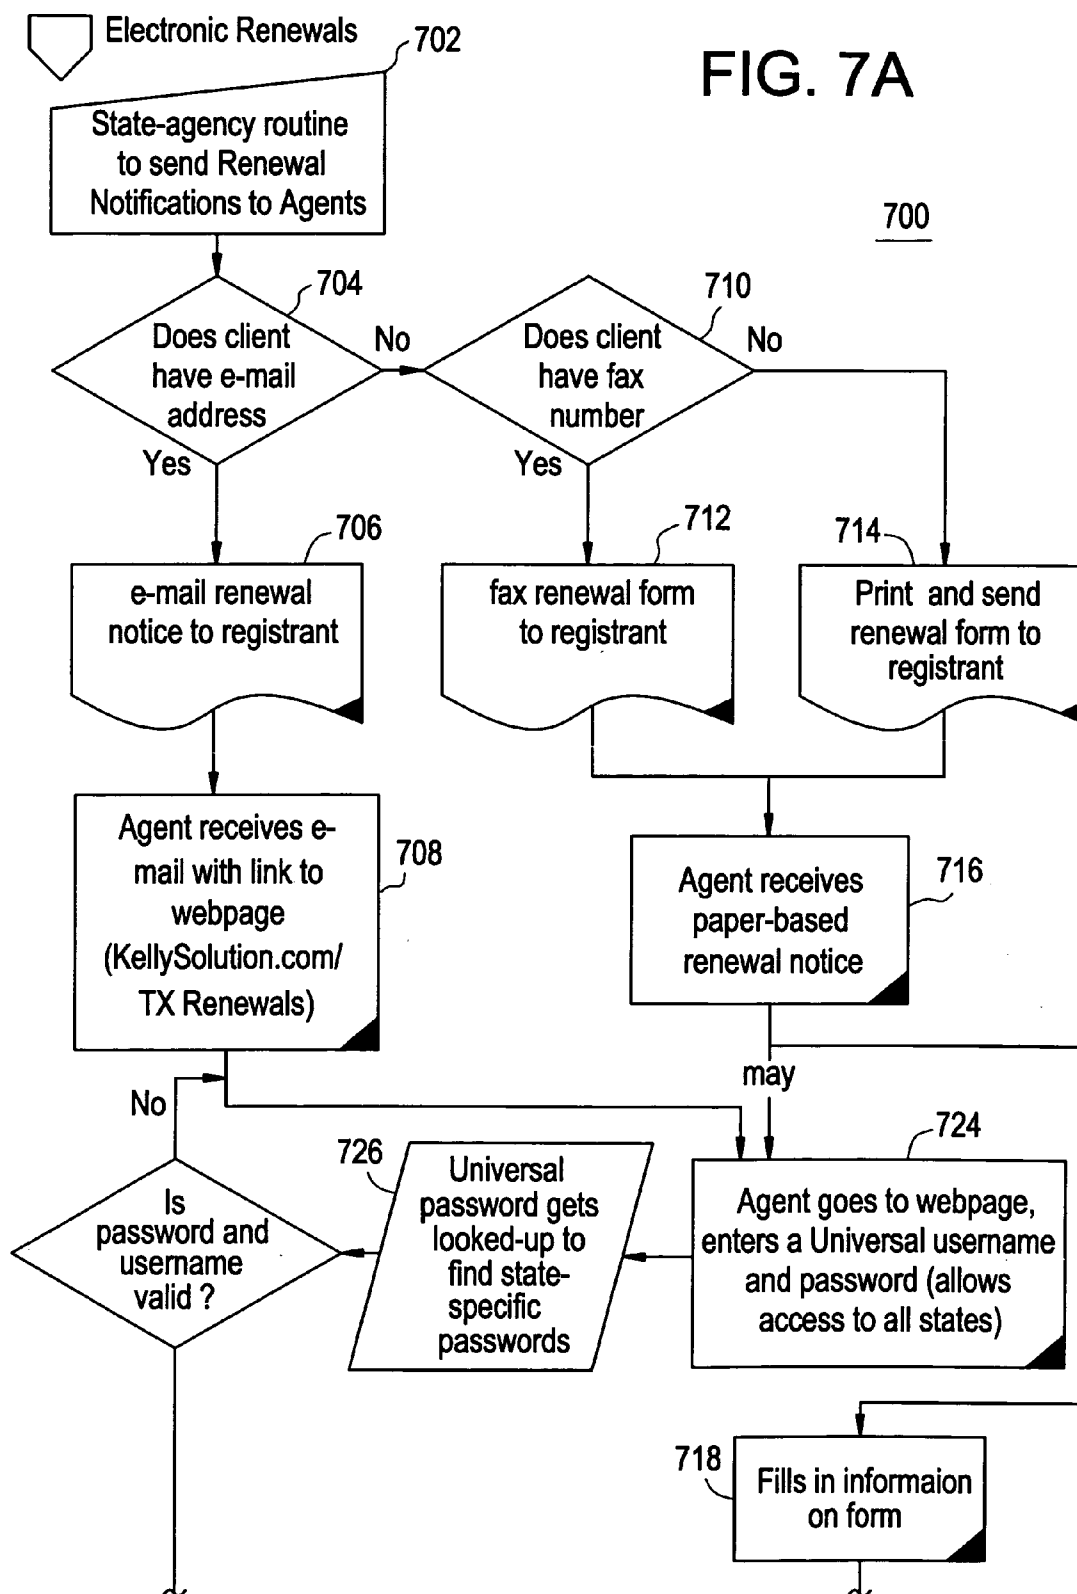 Electronic Renewals
702
FIG. 7A
State-agency routine
to send Renewal
Notifications to Agents
700
704
Does client
have e-mail
address
No
710
Does client
have fax
number
No
Yes
Yes
706
e-mail renewal
notice to registrant
712
fax renewal form
to registrant
714
Print and send
renewal form to
registrant
Agent receives e-
mail with link to
webpage
(KellySolution.com/
TX Renewals)
708
Agent receives
paper-based
renewal notice
716
may
No
Is
password and
username
valid ?
726
Universal
password gets
looked-up to
find state-
specific
passwords
724
Agent goes to webpage,
enters a Universal username
and password (allows
access to all states)
718
Fills in informaion
on form